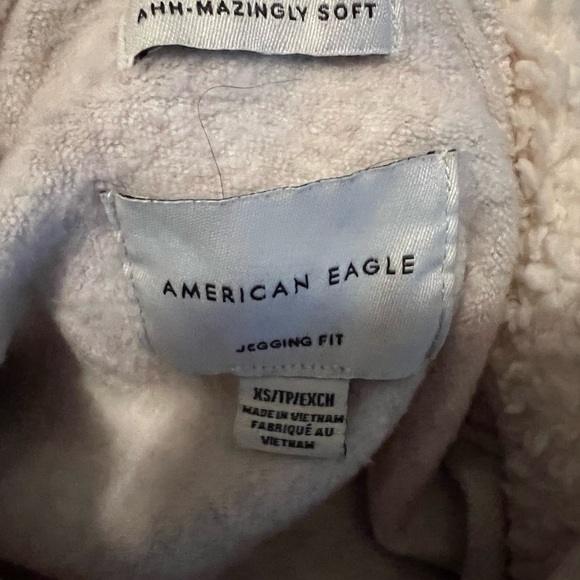 AHH-MAZINGLY SOFT
AMERICAN EAGLE
JEGGING FIT
XS/TP/EXCH
MADE IN VIETNAM
FABRIQUÉ AU
VIETNAM